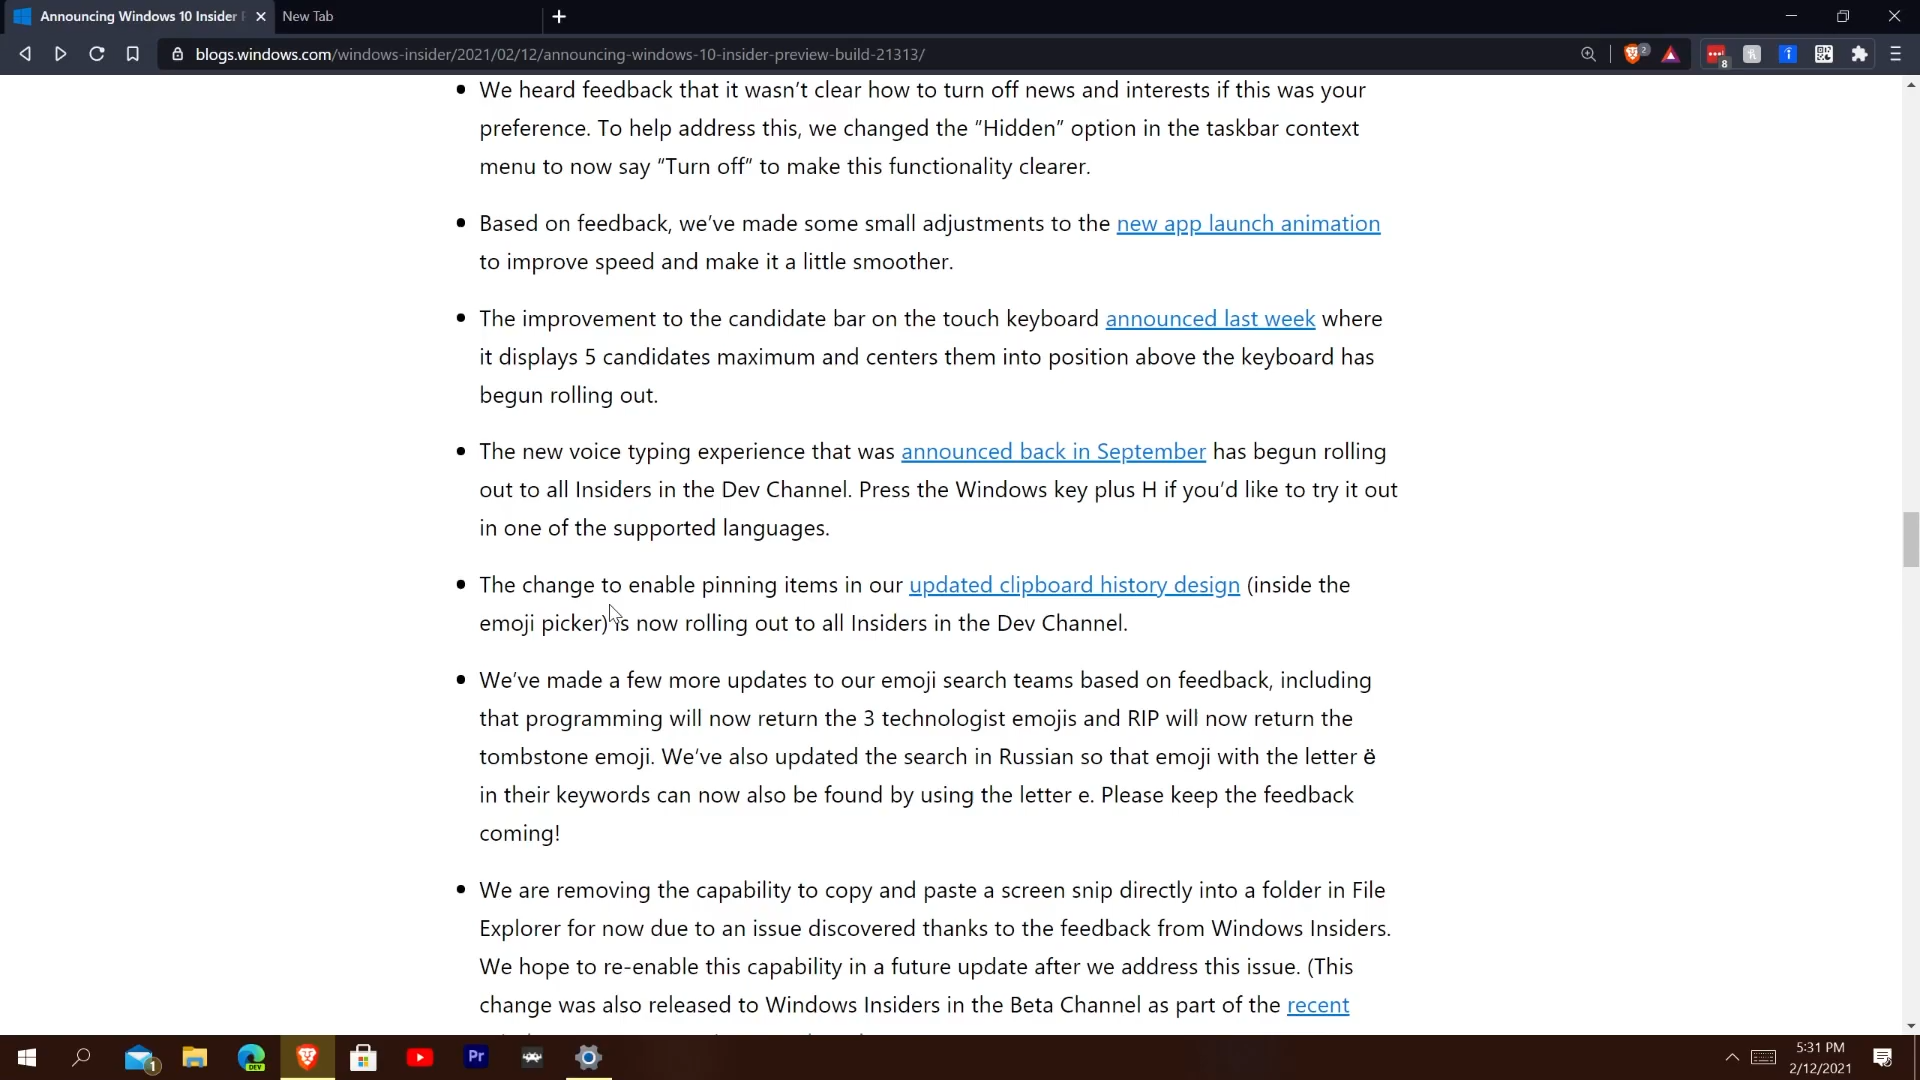 Announcing Windows 10 Insider
New Tab
blogs.windows.com/windows-insider/2021/02/12/announcing-windows-10-insider-preview-build-21313/
2
8
We heard feedback that it wasn’t clear how to turn off news and interests if this was your
preference. To help address this, we changed the “Hidden” option in the taskbar context
menu to now say “Turn off” to make this functionality clearer.
Based on feedback, we’ve made some small adjustments to the new app launch animation
to improve speed and make it a little smoother.
The improvement to the candidate bar on the touch keyboard announced last week where
it displays 5 candidates maximum and centers them into position above the keyboard has
begun rolling out.
The new voice typing experience that was announced back in September has begun rolling
out to all Insiders in the Dev Channel. Press the Windows key plus H if you’d like to try it out
in one of the supported languages.
The change to enable pinning items in our updated clipboard history design (inside the
emoji picker) is now rolling out to all Insiders in the Dev Channel.
We’ve made a few more updates to our emoji search teams based on feedback, including
that programming will now return the 3 technologist emojis and RIP will now return the
tombstone emoji. We’ve also updated the search in Russian so that emoji with the letter ё
in their keywords can now also be found by using the letter e. Please keep the feedback
coming!
We are removing the capability to copy and paste a screen snip directly into a folder in File
Explorer for now due to an issue discovered thanks to the feedback from Windows Insiders.
We hope to re-enable this capability in a future update after we address this issue. (This
change was also released to Windows Insiders in the Beta Channel as part of the recent
1
DEV
Pr
5:31 PM
2/12/2021